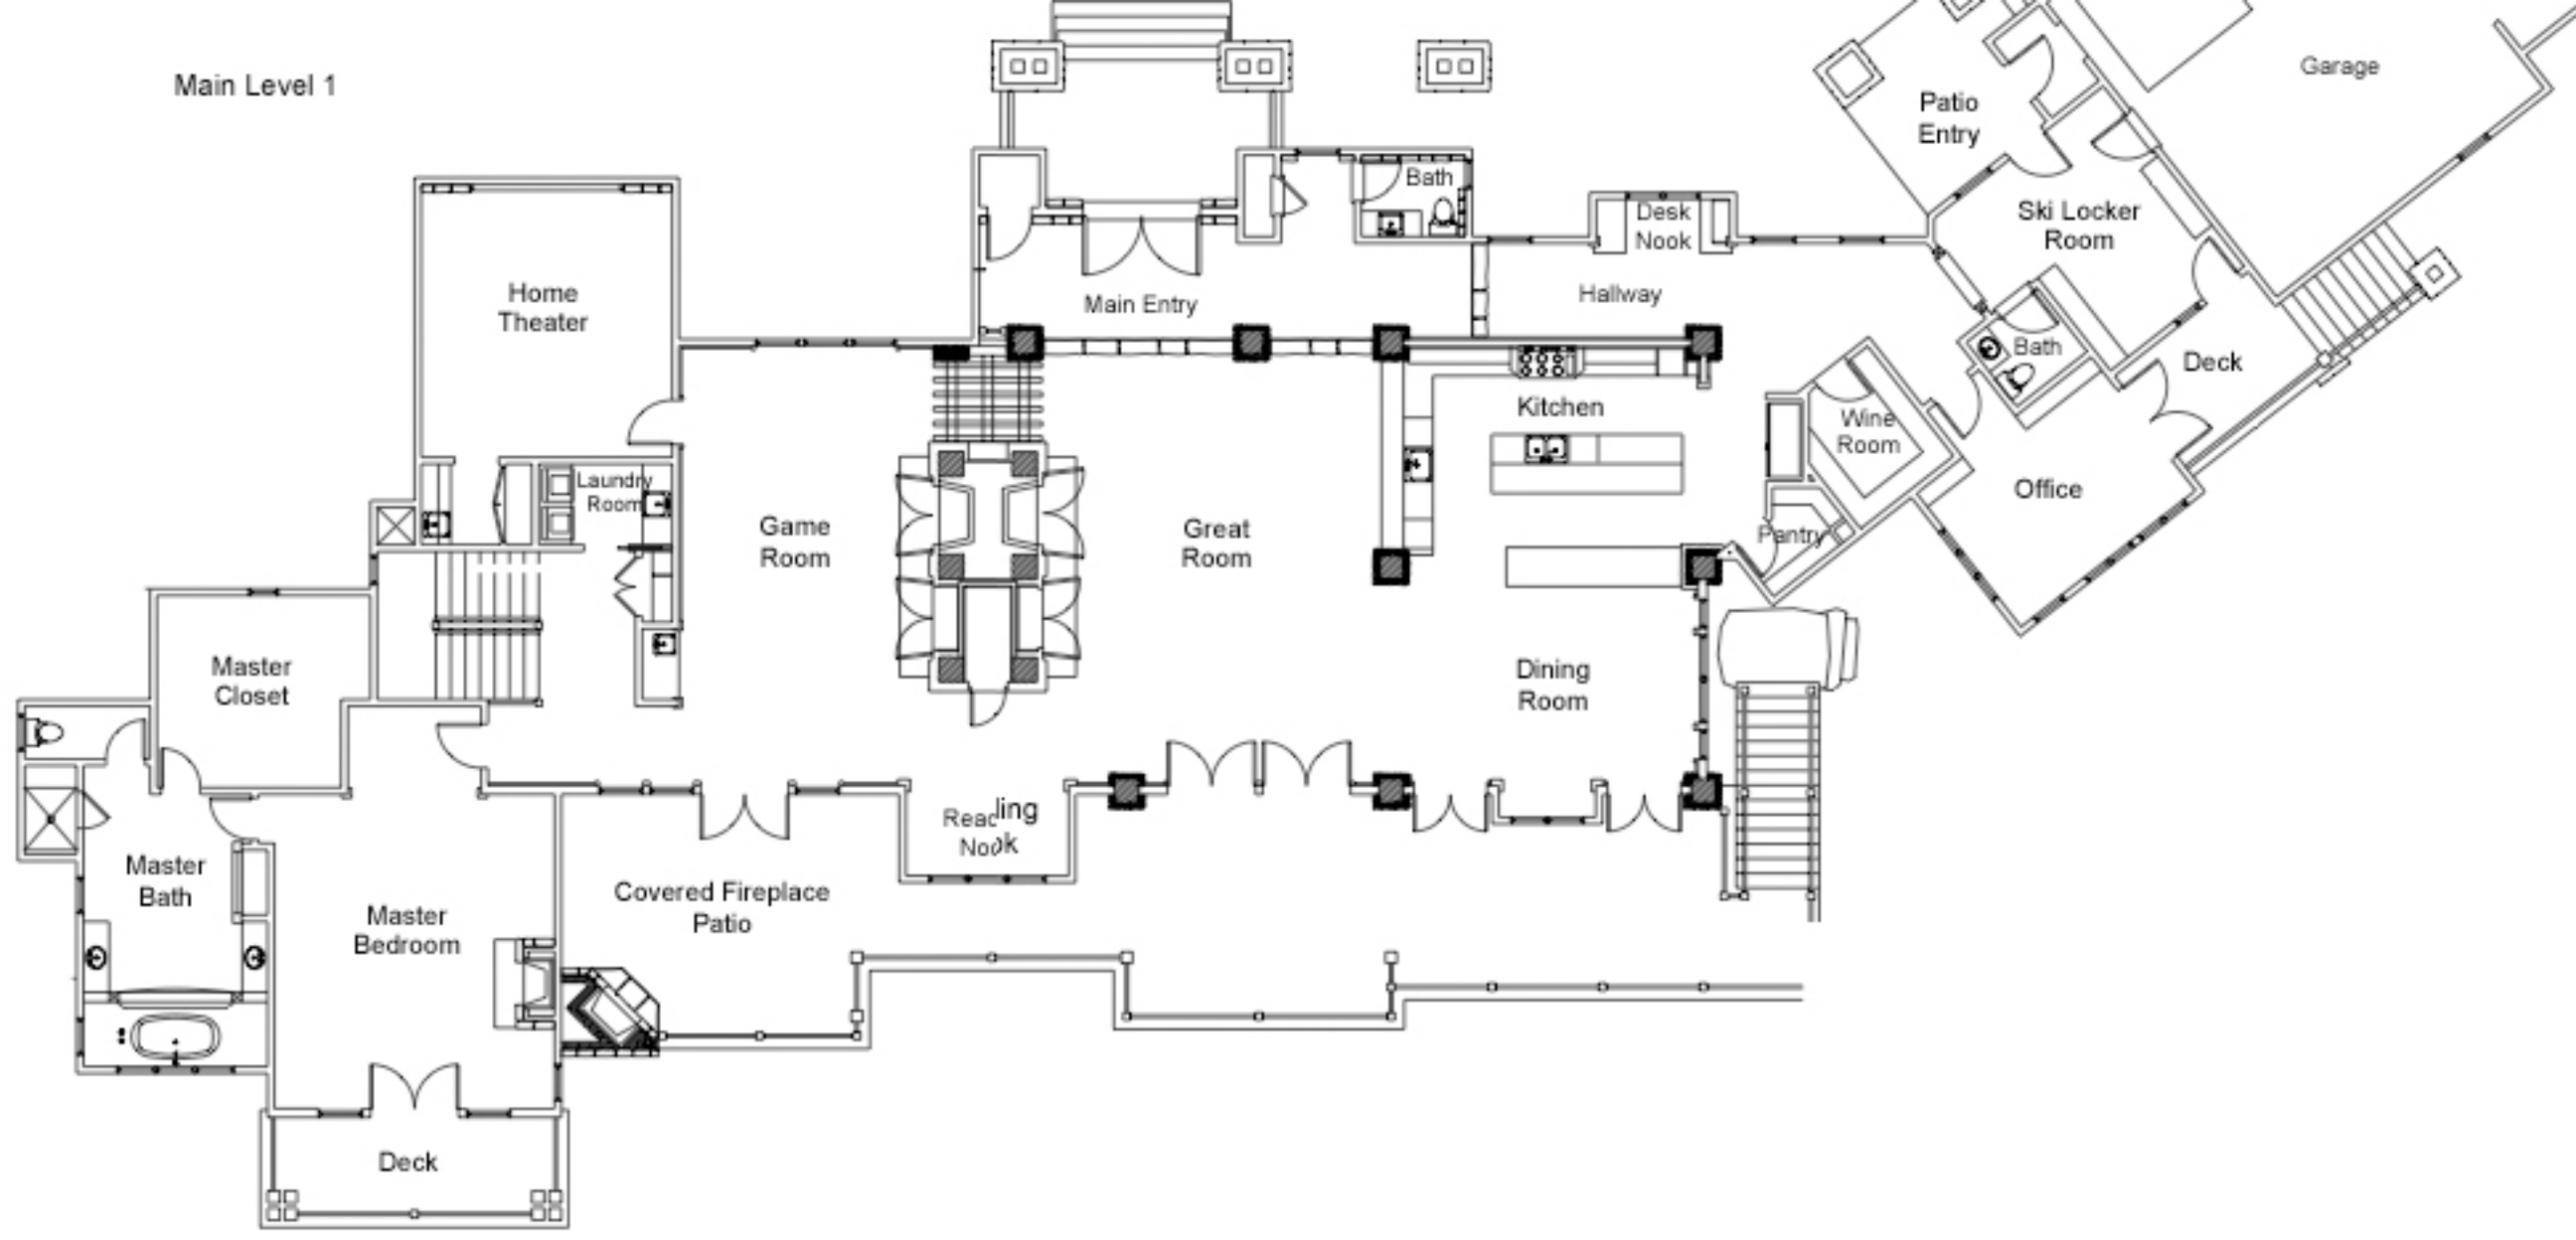 Main Level 1
Garage
Patio
Entry
Bath
Desk
Nook
Ski Locker
Room
Home
Theater
Main Entry
Hallway
Bath
Deck
Kitchen
Wine
Room
Laundry
Room
Office
Game
Room
Great
Room
Pantry
Master
Closet
Dining
Room
Reading
Nook
Master
Bath
Covered Fireplace
Patio
Master
Bedroom
Deck